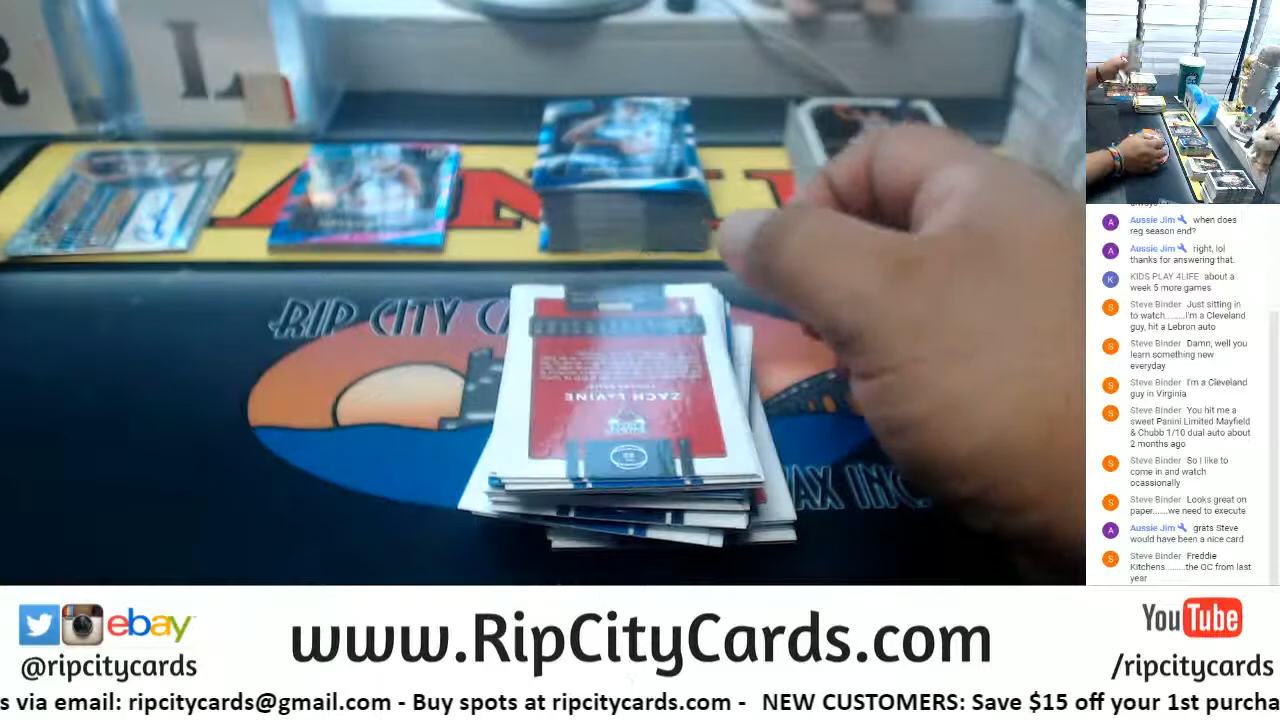 RIP CITY CA
WAX INC.
ZACH LAVINE
always...
A Aussie Jim when does
reg season end?
A Aussie Jim right, lol
thanks for answering that.
K KIDS PLAY 4LIFE about a
week 5 more games
S Steve Binder Just sitting in
to watch.........I'm a Cleveland
guy, hit a Lebron auto
S Steve Binder Damn, well you
learn something new
everyday
S Steve Binder I'm a Cleveland
guy in Virginia
S Steve Binder You hit me a
sweet Panini Limited Mayfield
& Chubb 1/10 dual auto about
2 months ago
S Steve Binder So I like to
come in and watch
ocassionally
S Steve Binder Looks great on
paper......we need to execute
A Aussie Jim grats Steve
would have been a nice card
S Steve Binder Freddie
Kitchens.........the OC from last
year
ebay
@ripcitycards
www.RipCityCards.com
YouTube
/ripcitycards
s via email: ripcitycards@gmail.com - Buy spots at ripcitycards.com - NEW CUSTOMERS: Save $15 off your 1st purcha